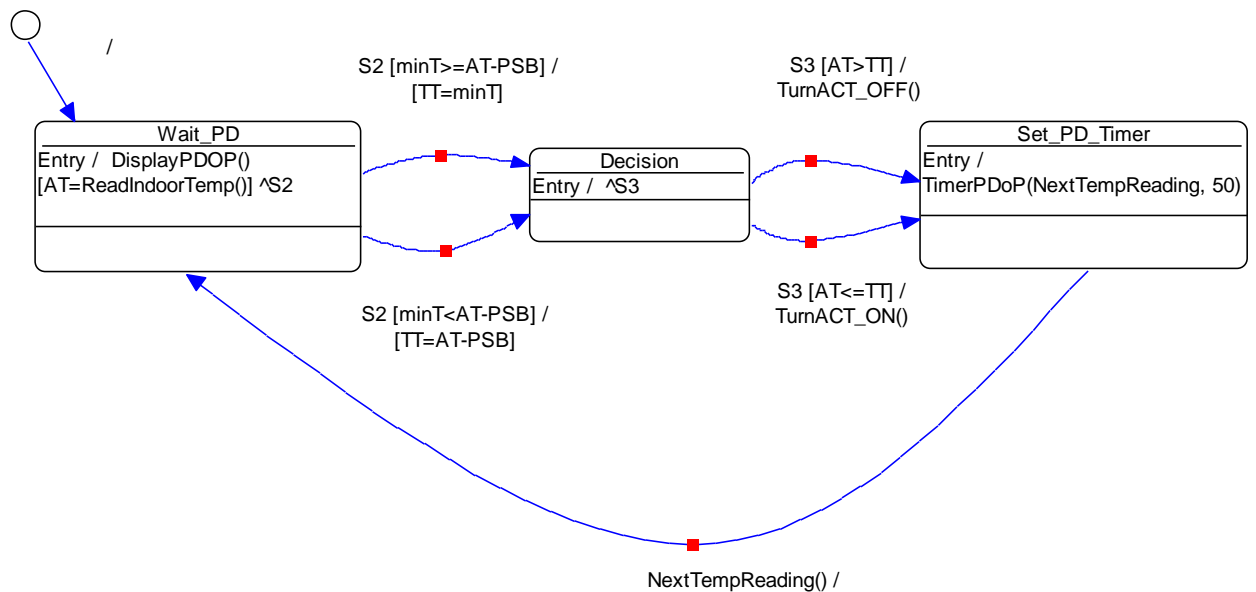 /
S2 [minT>=AT-PSB] /
[TT=minT]
S3 [AT>TT] /
TurnACT_OFF()
Wait_PD
Entry / DisplayPDOP()
[AT=ReadIndoorTemp()] ^S2
Decision
Entry / ^S3
Set_PD_Timer
Entry /
TimerPDoP(NextTempReading, 50)
S2 [minT<AT-PSB] /
[TT=AT-PSB]
S3 [AT<=TT] /
TurnACT_ON()
NextTempReading() /